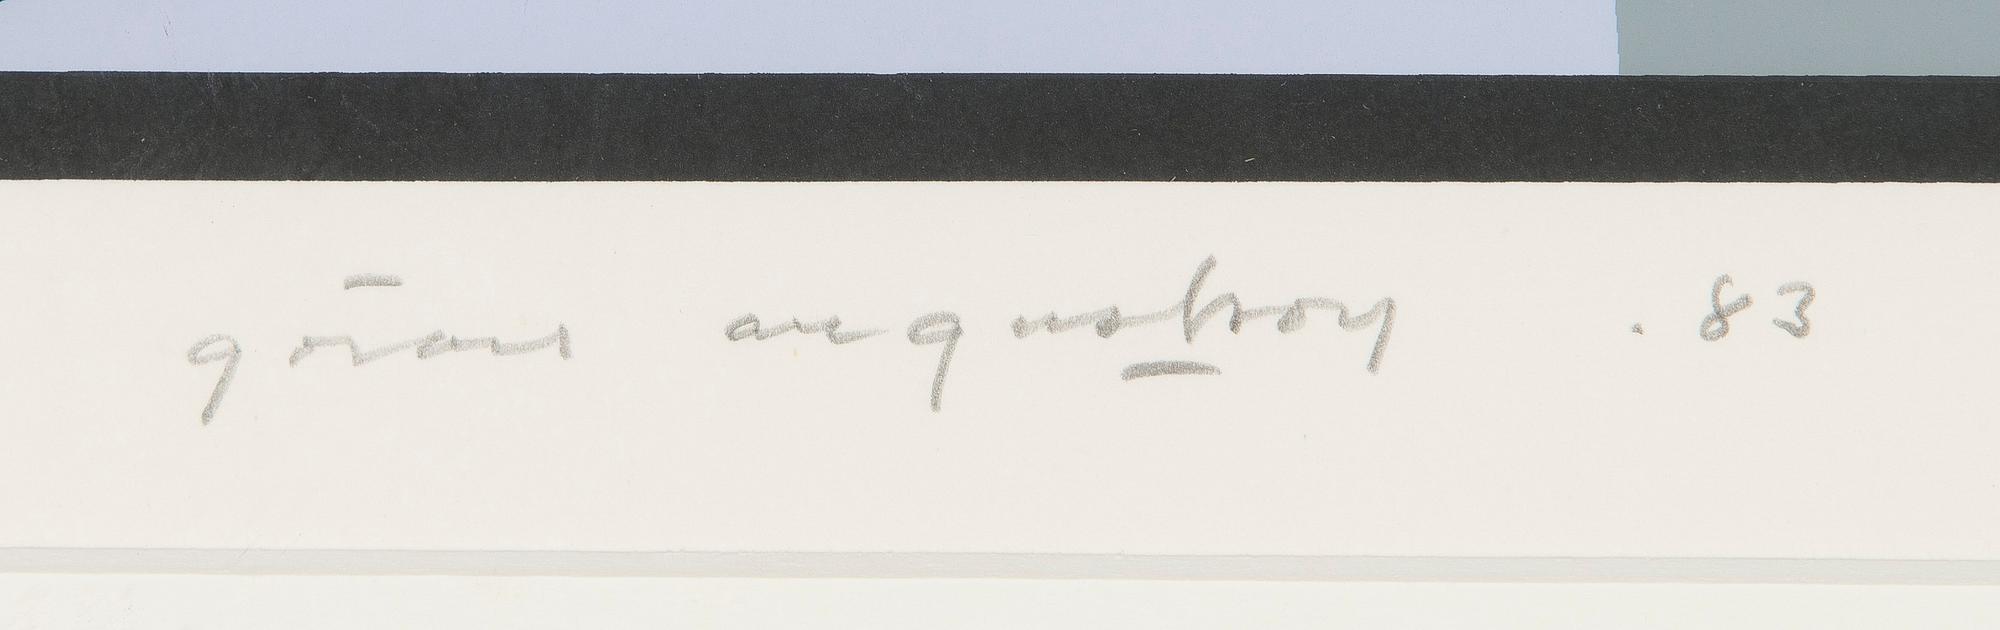 göran augustson . 83